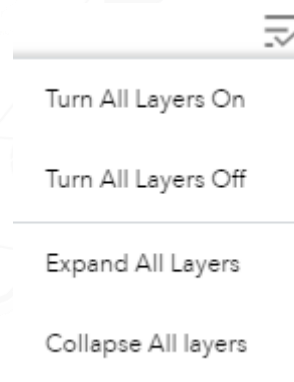 Turn All Layers On
Turn All Layers Off
Expand All Layers
Collapse All layers